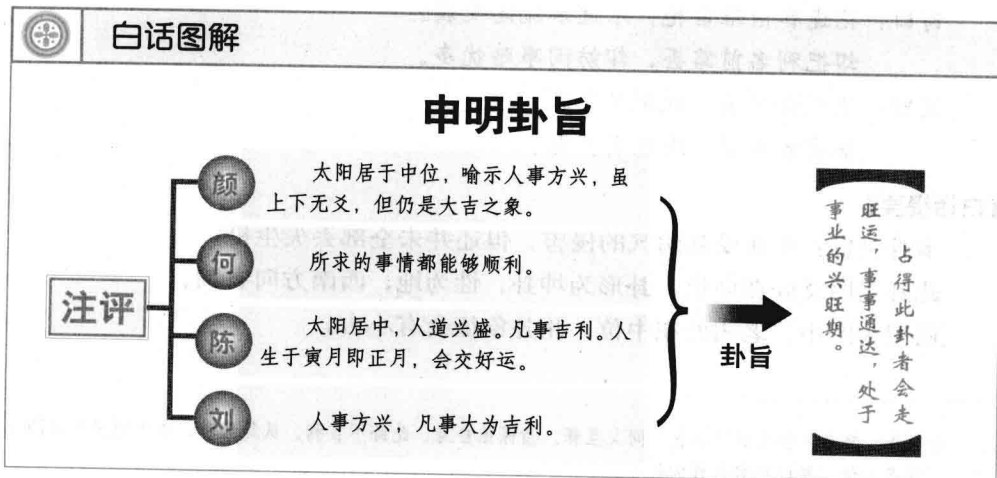 白话图解
申明卦旨
注评
颜
太阳居于中位，喻示人事方兴，虽
上下无爻，但仍是大吉之象。
何
所求的事情都能够顺利。
陈
太阳居中，人道兴盛。凡事吉利。人
生于寅月即正月，会交好运。
刘
人事方兴，凡事大为吉利。
卦旨
占得此卦者会走
旺运，事事通达，处于
事业的兴旺期。